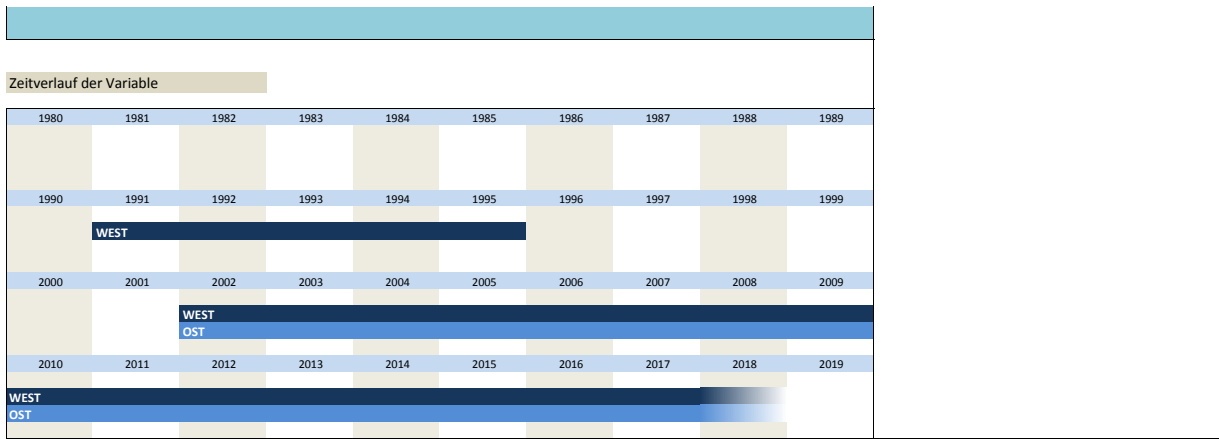 Zeitverlauf der Variable
1980 1981 1982 1983 1984 1985 1986 1987 1988 1989
1990 1991 1992 1993 1994 1995 1996 1997 1998 1999
WEST
2000 2001 2002 2003 2004 2005 2006 2007 2008 2009
WEST
OST
2010 2011 2012 2013 2014 2015 2016 2017 2018 2019
WEST
OST